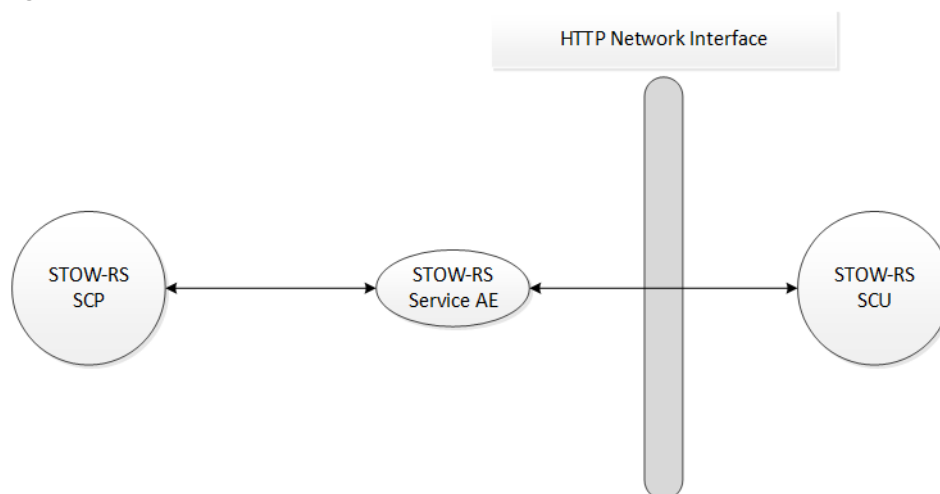 HTTP Network Interface
STOW-RS
SCP
STOW-RS
Service AE
STOW-RS
SCU